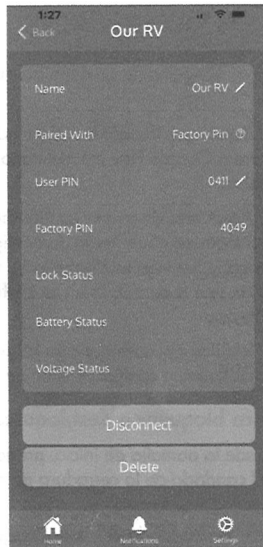 1:27
Back Our RV
Name Our RV
Paired With Factory Pin
User PIN 0411
Factory PIN 4049
Lock Status
Battery Status
Voltage Status
Disconnect
Delete
Home Notifications Settings